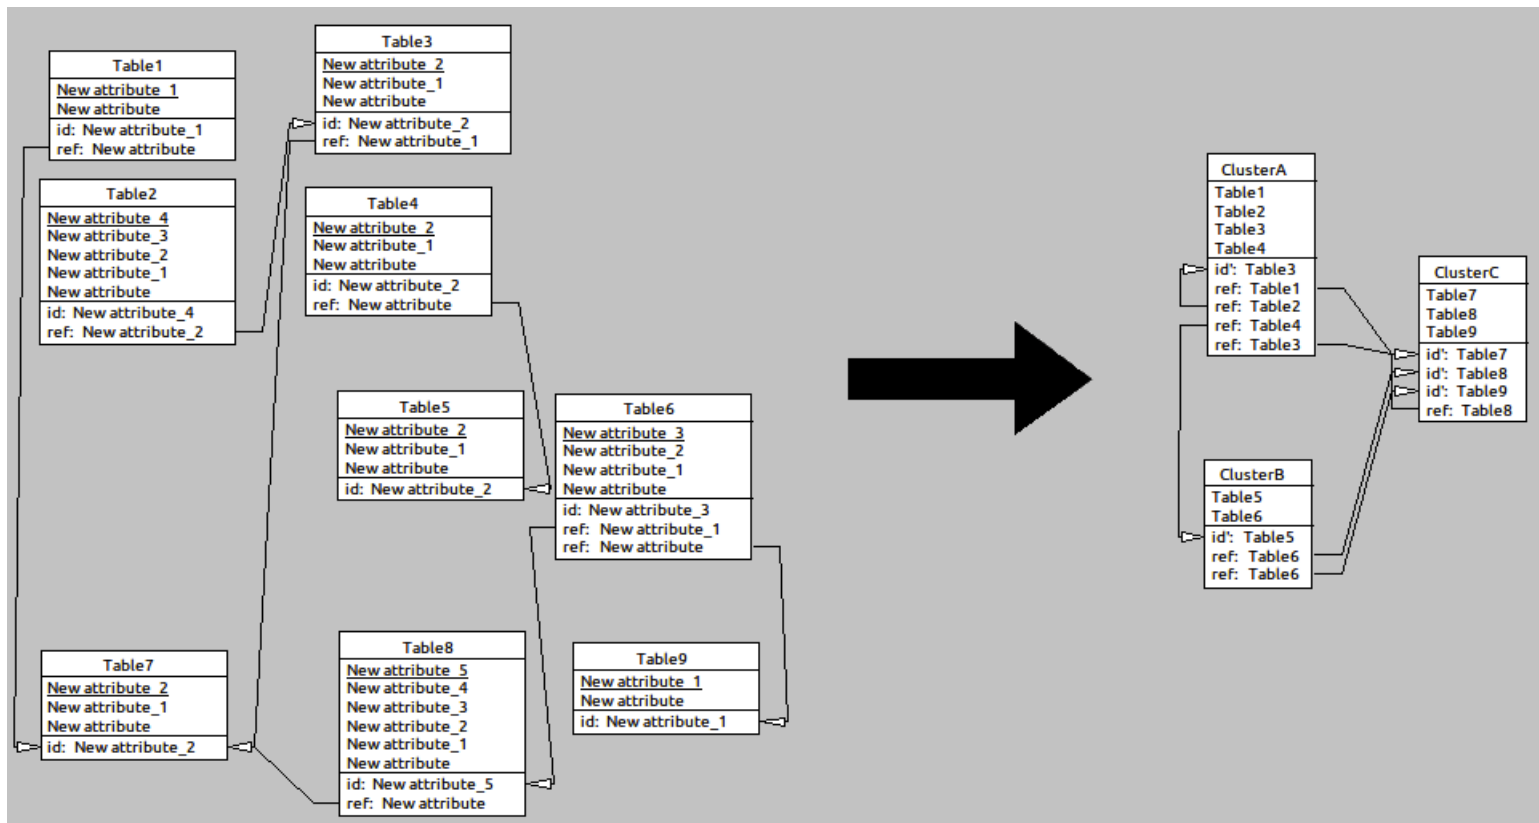 Table1
New attribute_1
New attribute
id: New attribute_1
ref: New attribute
Table2
New attribute_4
New attribute_3
New attribute_2
New attribute_1
New attribute
id: New attribute_4
ref: New attribute_2
Table3
New attribute_2
New attribute_1
New attribute
id: New attribute_2
ref: New attribute_1
Table4
New attribute_2
New attribute_1
New attribute
id: New attribute_2
ref: New attribute
Table5
New attribute_2
New attribute_1
New attribute
id: New attribute_2
Table6
New attribute_3
New attribute_2
New attribute_1
New attribute
id: New attribute_3
ref: New attribute_1
ref: New attribute
Table7
New attribute_2
New attribute_1
New attribute
id: New attribute_2
Table8
New attribute_5
New attribute_4
New attribute_3
New attribute_2
New attribute_1
New attribute
id: New attribute_5
ref: New attribute
Table9
New attribute_1
New attribute
id: New attribute_1
ClusterA
Table1
Table2
Table3
Table4
id': Table3
ref: Table1
ref: Table2
ref: Table4
ref: Table3
ClusterC
Table7
Table8
Table9
id': Table7
id': Table8
id': Table9
ref: Table8
ClusterB
Table5
Table6
id': Table5
ref: Table6
ref: Table6